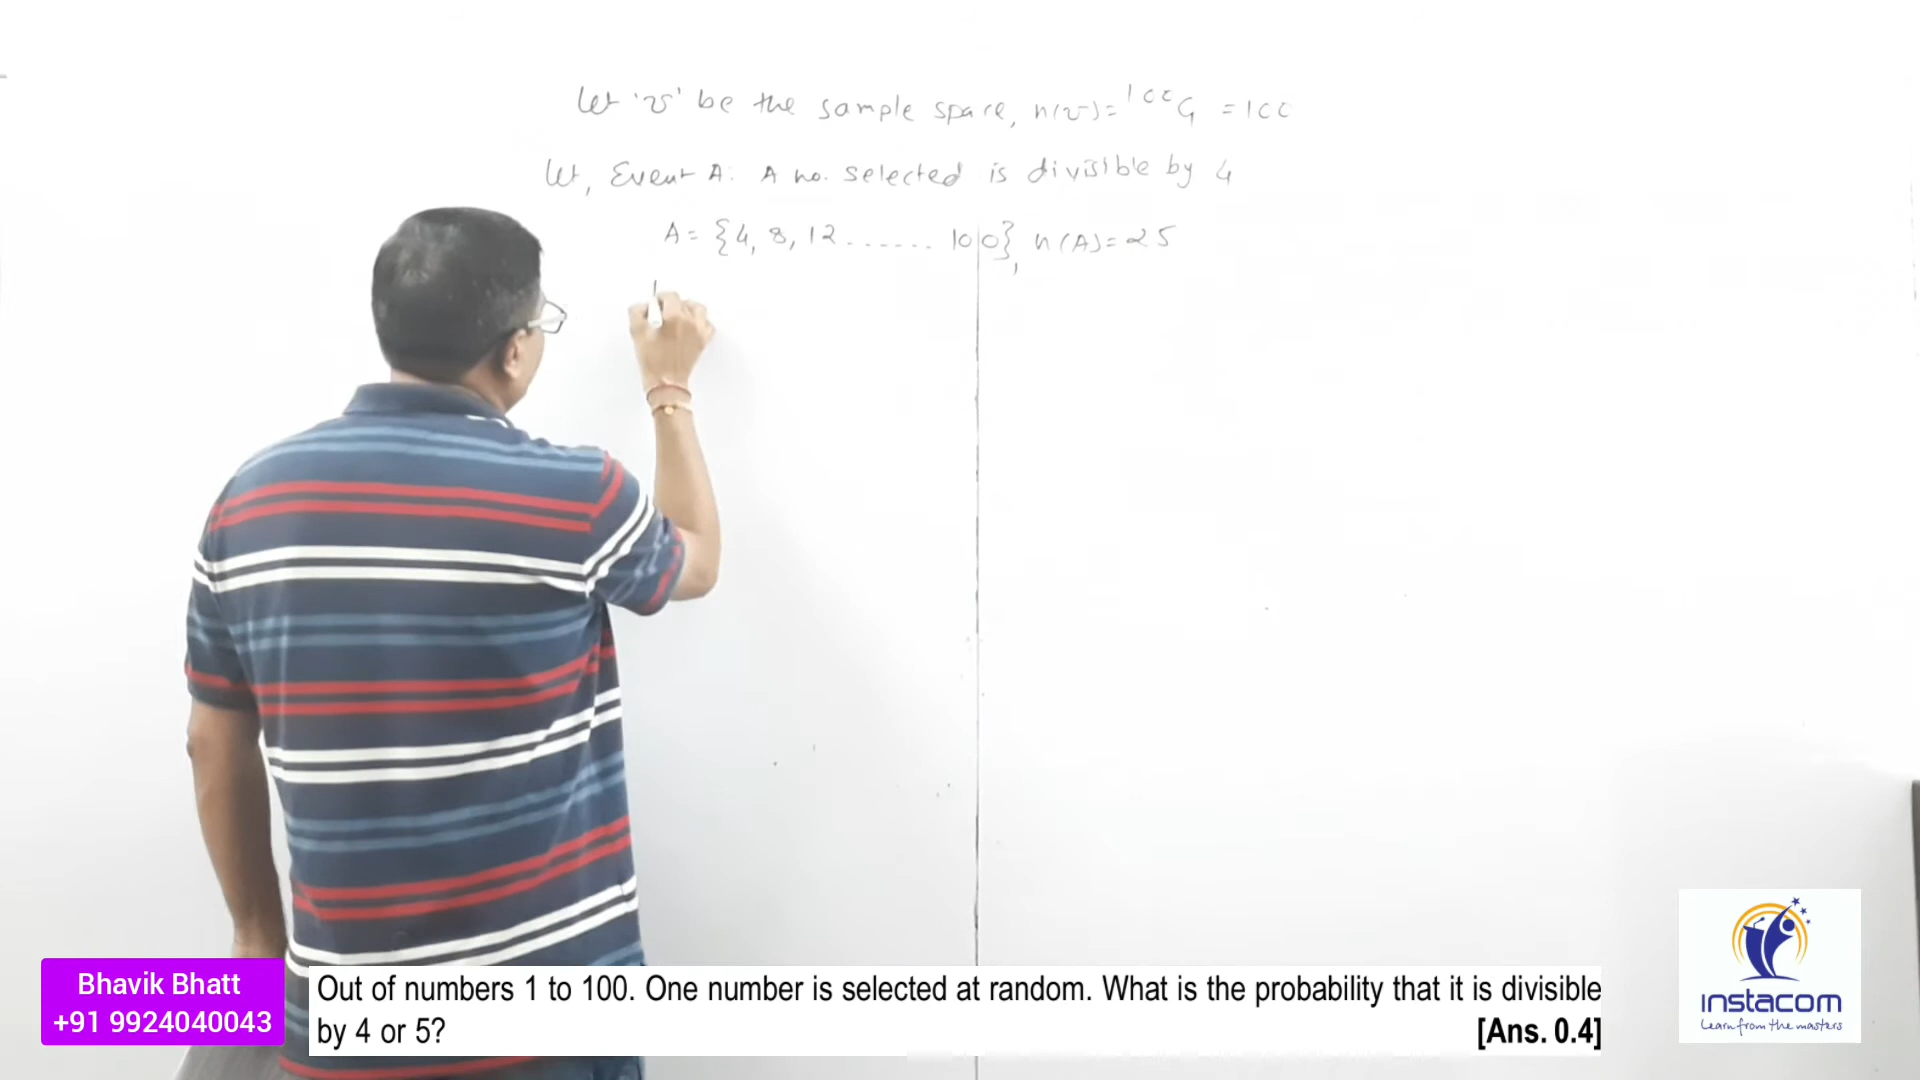 Let 'U' be the sample space, n(U) = ¹⁰⁰C₁ = 100
Let, Event A: A no. selected is divisible by 4
A = {4, 8, 12 ....... 100}, n(A) = 25
Bhavik Bhatt
+91 9924040043
Out of numbers 1 to 100. One number is selected at random. What is the probability that it is divisible
by 4 or 5?
[Ans. 0.4]
instacom
Learn from the masters